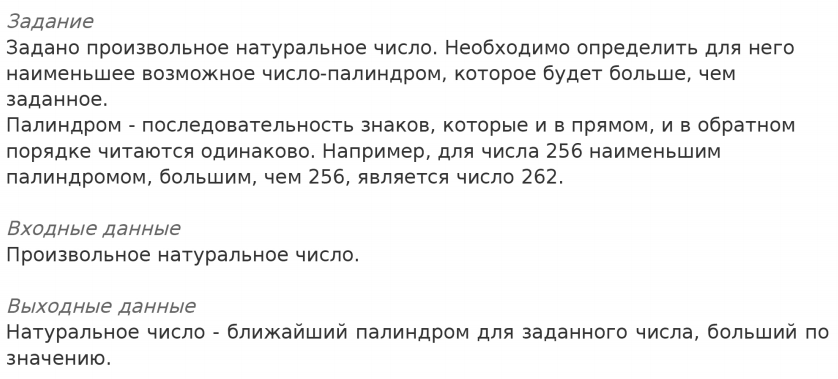 Задание
Задано произвольное натуральное число. Необходимо определить для него
наименьшее возможное число-палиндром, которое будет больше, чем
заданное.
Палиндром - последовательность знаков, которые и в прямом, и в обратном
порядке читаются одинаково. Например, для числа 256 наименьшим
палиндромом, большим, чем 256, является число 262.
Входные данные
Произвольное натуральное число.
Выходные данные
Натуральное число - ближайший палиндром для заданного числа, больший по
значению.